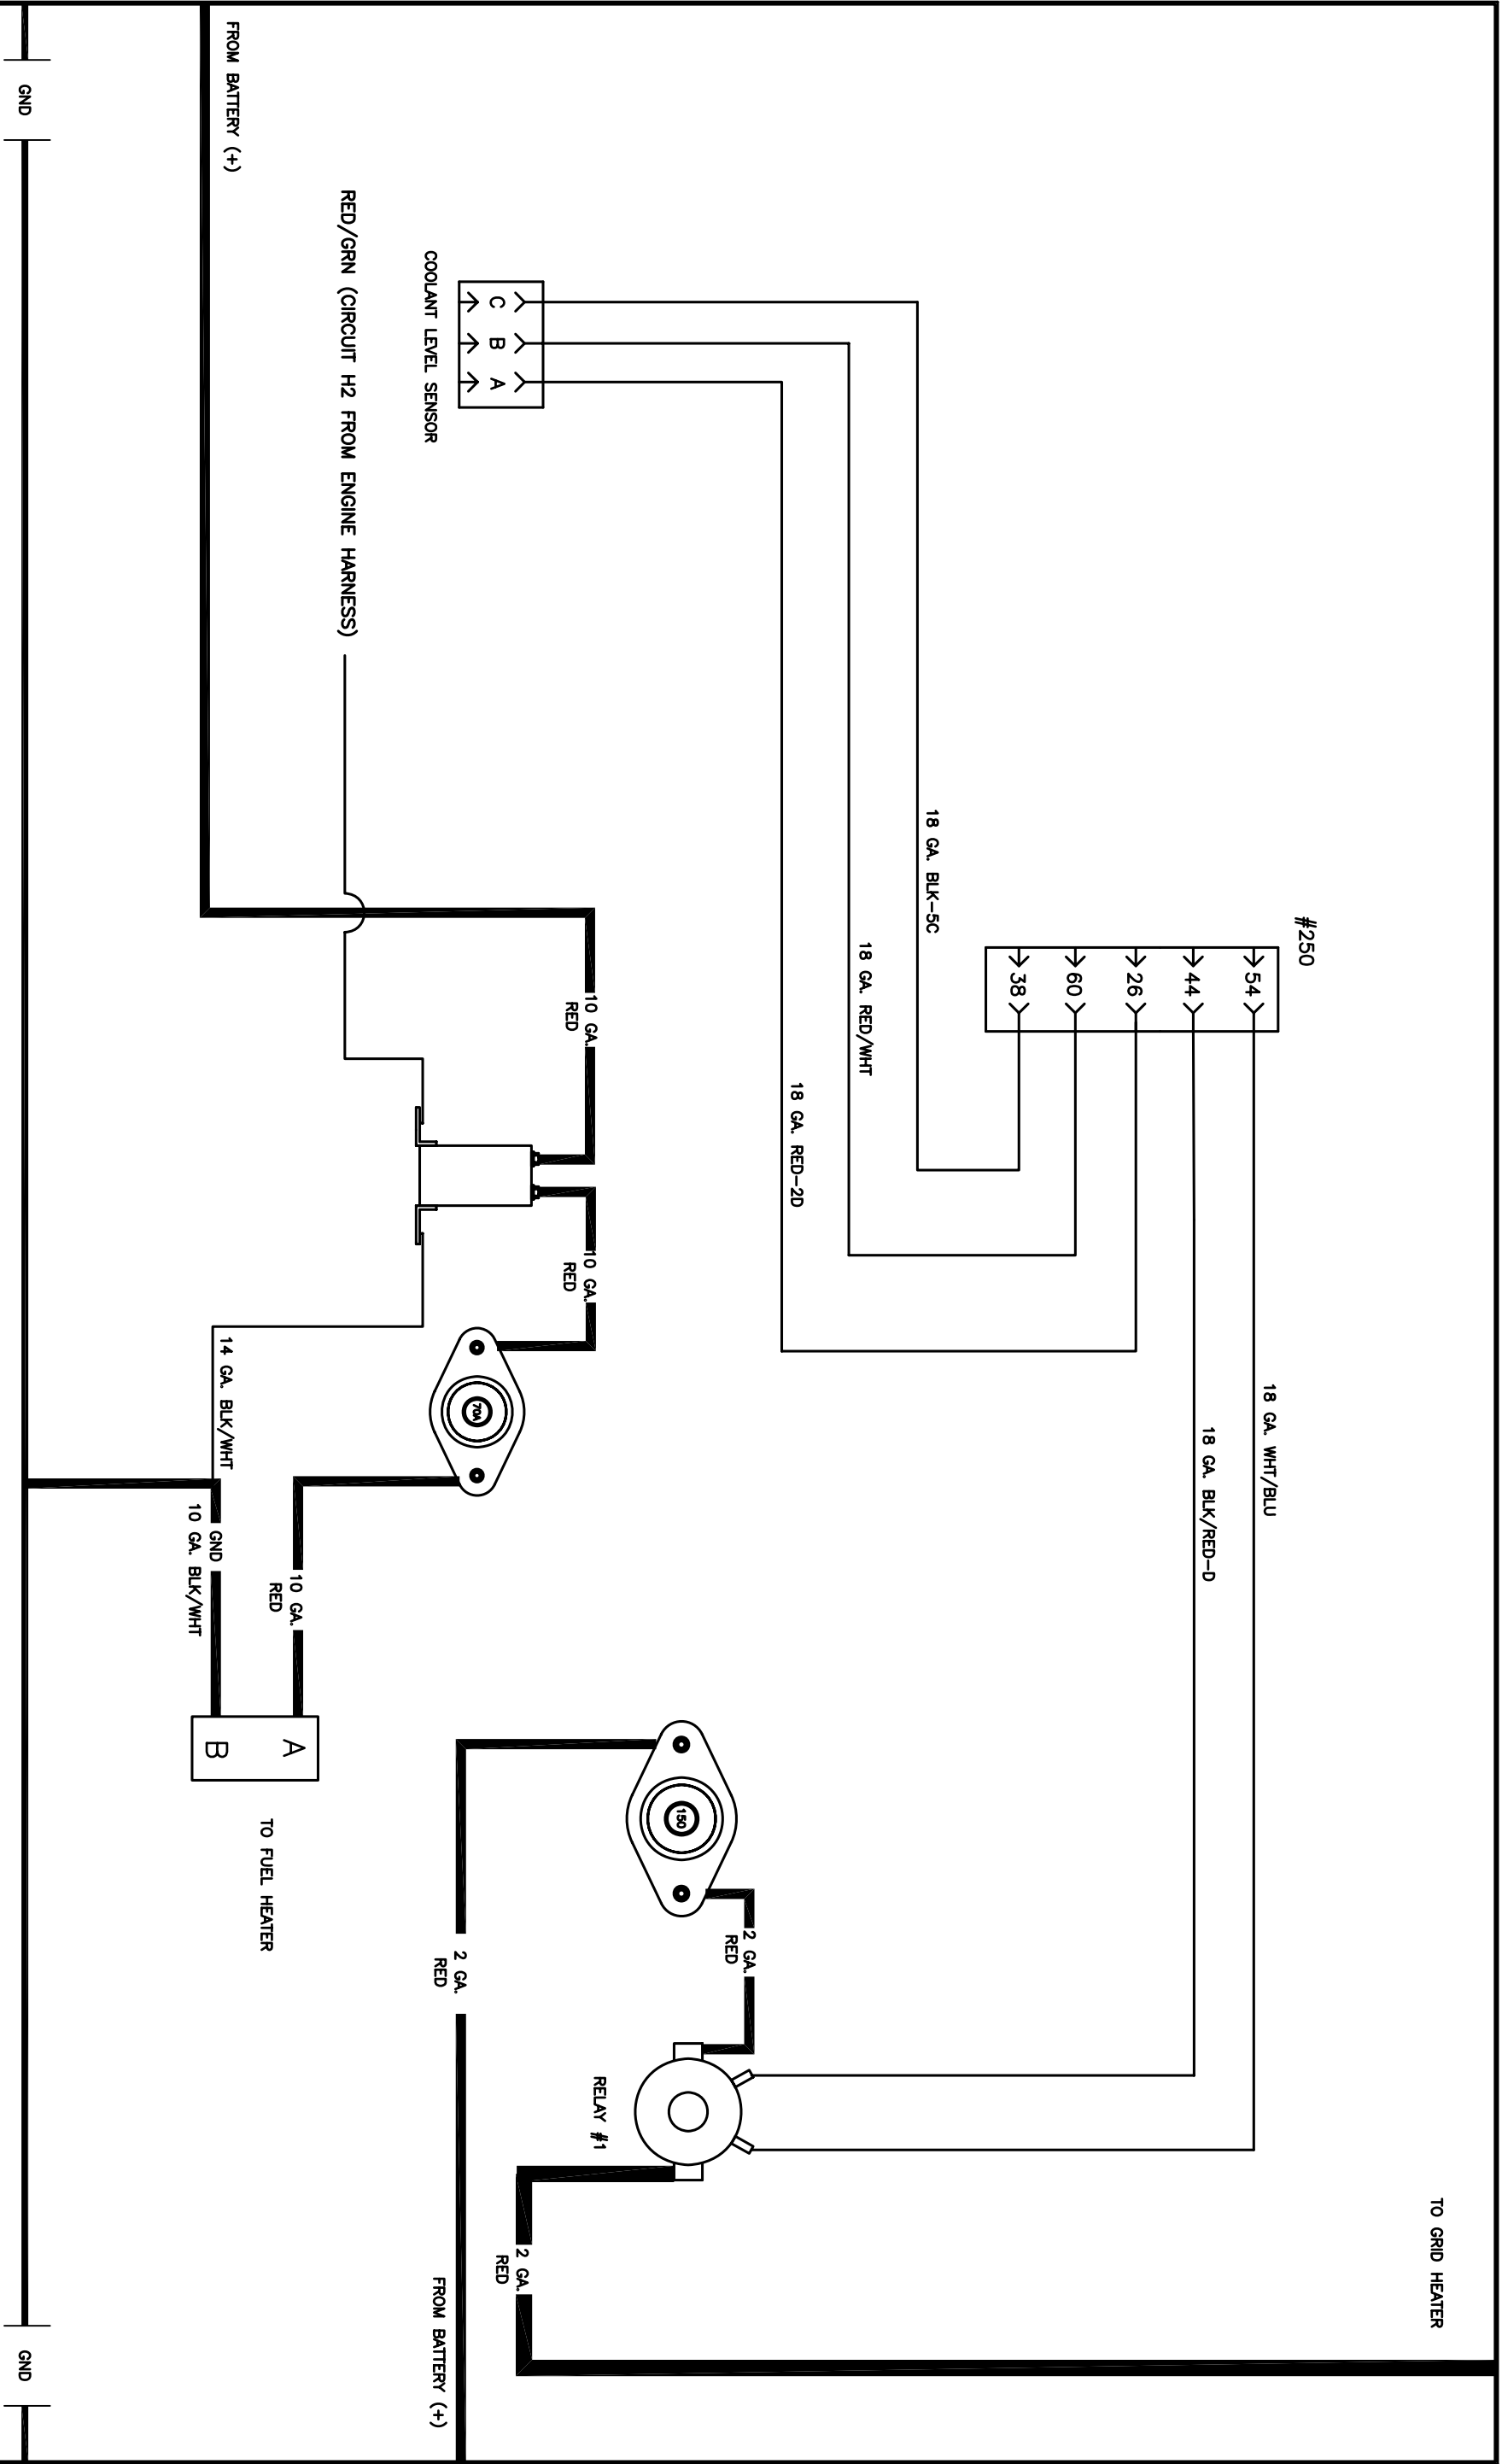 TO GRID HEATER
#250
54
44
26
60
38
18 GA. WHT/BLU
18 GA. BLK/RED-D
18 GA. BLK-5C
18 GA. RED/WHT
18 GA. RED-2D
COOLANT LEVEL SENSOR
C B A
RED/GRN (CIRCUIT H2 FROM ENGINE HARNESS)
FROM BATTERY (+)
10 GA.
RED
10 GA.
RED
70A
150
2 GA.
RED
RELAY #1
2 GA.
RED
2 GA.
RED
FROM BATTERY (+)
14 GA. BLK/WHT
10 GA.
RED
GND
10 GA. BLK/WHT
A
B
TO FUEL HEATER
GND
GND